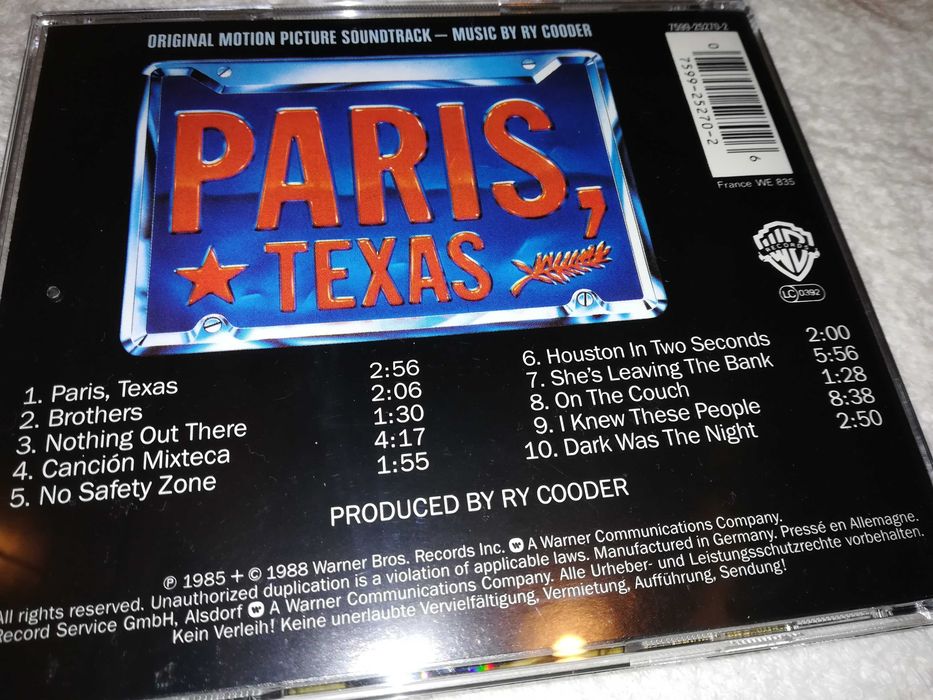 ORIGINAL MOTION PICTURE SOUNDTRACK — MUSIC BY RY COODER
7599-25270-2
0 7599-25270-2 6
France WE 835
PARIS,
TEXAS
WB
RECORDS
LC 0392
1. Paris, Texas 2:56
2. Brothers 2:06
3. Nothing Out There 1:30
4. Canción Mixteca 4:17
5. No Safety Zone 1:55
6. Houston In Two Seconds 2:00
7. She's Leaving The Bank 5:56
8. On The Couch 1:28
9. I Knew These People 8:38
10. Dark Was The Night 2:50
PRODUCED BY RY COODER
℗ 1985 + © 1988 Warner Bros. Records Inc. A Warner Communications Company.
All rights reserved. Unauthorized duplication is a violation of applicable laws. Manufactured in Germany. Pressé en Allemagne.
Record Service GmbH, Alsdorf A Warner Communications Company. Alle Urheber- und Leistungsschutzrechte vorbehalten.
Kein Verleih! Keine unerlaubte Vervielfältigung, Vermietung, Aufführung, Sendung!